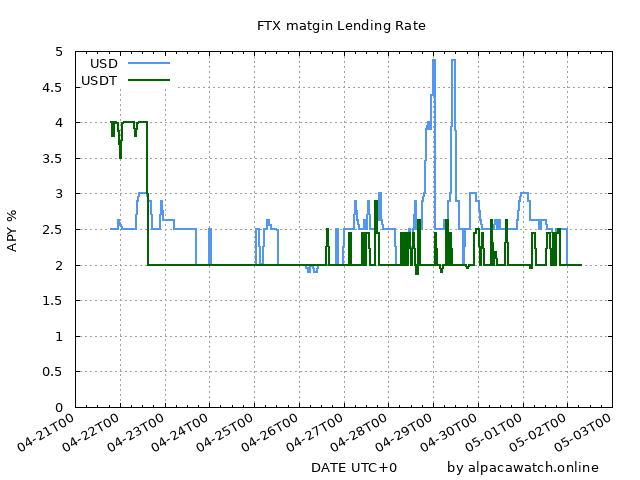 FTX matgin Lending Rate
USD
USDT
APY %
5
4.5
4
3.5
3
2.5
2
1.5
1
0.5
0
04-21T00
04-22T00
04-23T00
04-24T00
04-25T00
04-26T00
04-27T00
04-28T00
04-29T00
04-30T00
05-01T00
05-02T00
05-03T00
DATE UTC+0
by alpacawatch.online